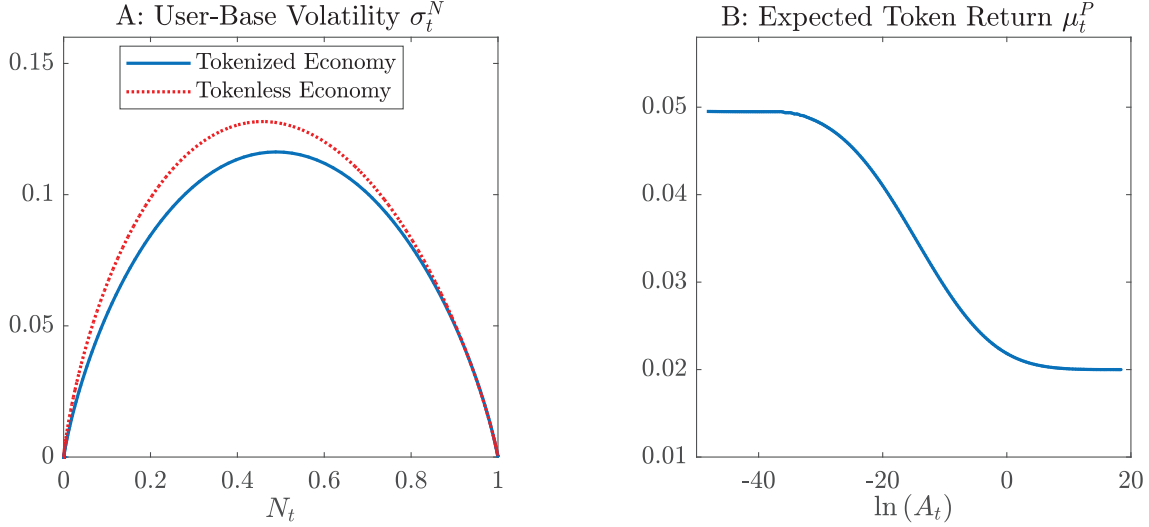 A: User-Base Volatility σ_t^N
0.15
0.1
0.05
0
Tokenized Economy
Tokenless Economy
0 0.2 0.4 0.6 0.8 1
N_t
B: Expected Token Return μ_t^P
0.05
0.04
0.03
0.02
0.01
-40 -20 0 20
ln (A_t)